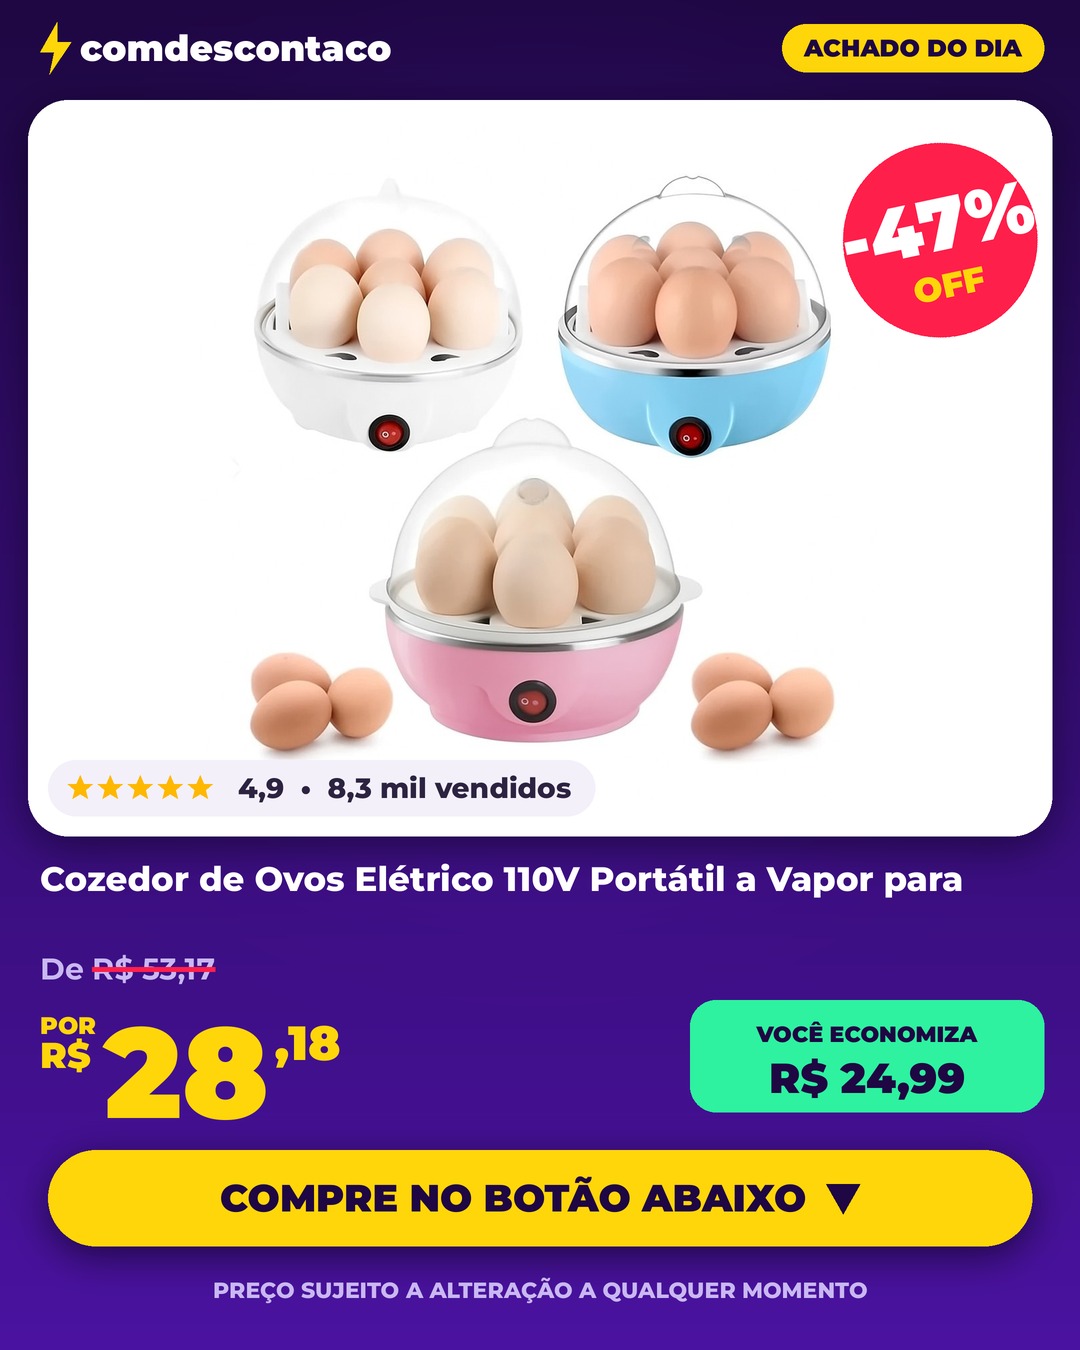 comdescontaco
ACHADO DO DIA
-47%
OFF
4,9 • 8,3 mil vendidos
Cozedor de Ovos Elétrico 110V Portátil a Vapor para
De R$ 53,17
POR
R$ 28,18
VOCÊ ECONOMIZA
R$ 24,99
COMPRE NO BOTÃO ABAIXO ▼
PREÇO SUJEITO A ALTERAÇÃO A QUALQUER MOMENTO